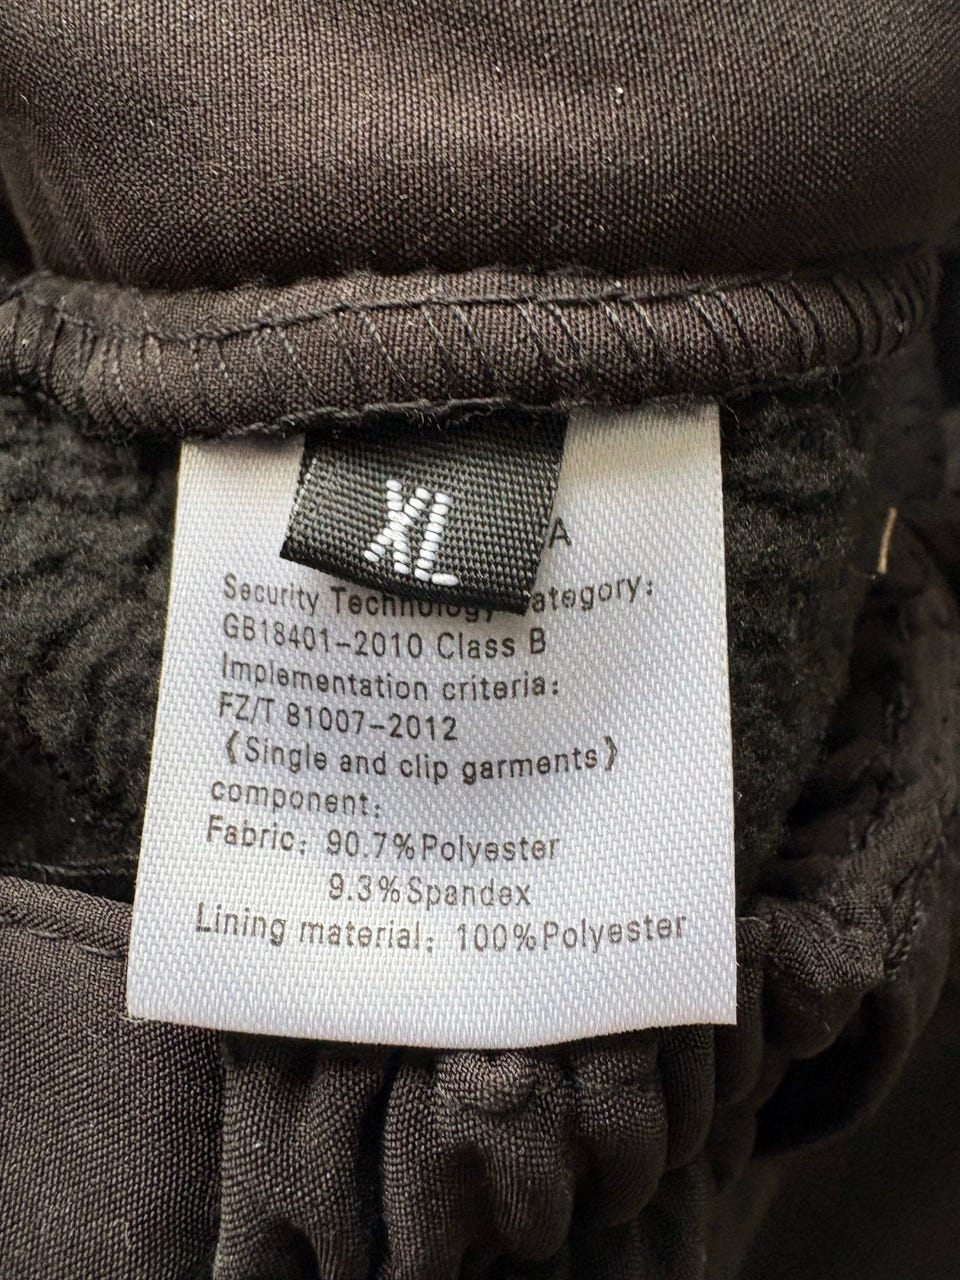 XL
A
Security Technology ategory:
GB18401-2010 Class B
Implementation criteria:
FZ/T 81007-2012
《Single and clip garments》
component:
Fabric: 90.7%Polyester
9.3%Spandex
Lining material: 100%Polyester